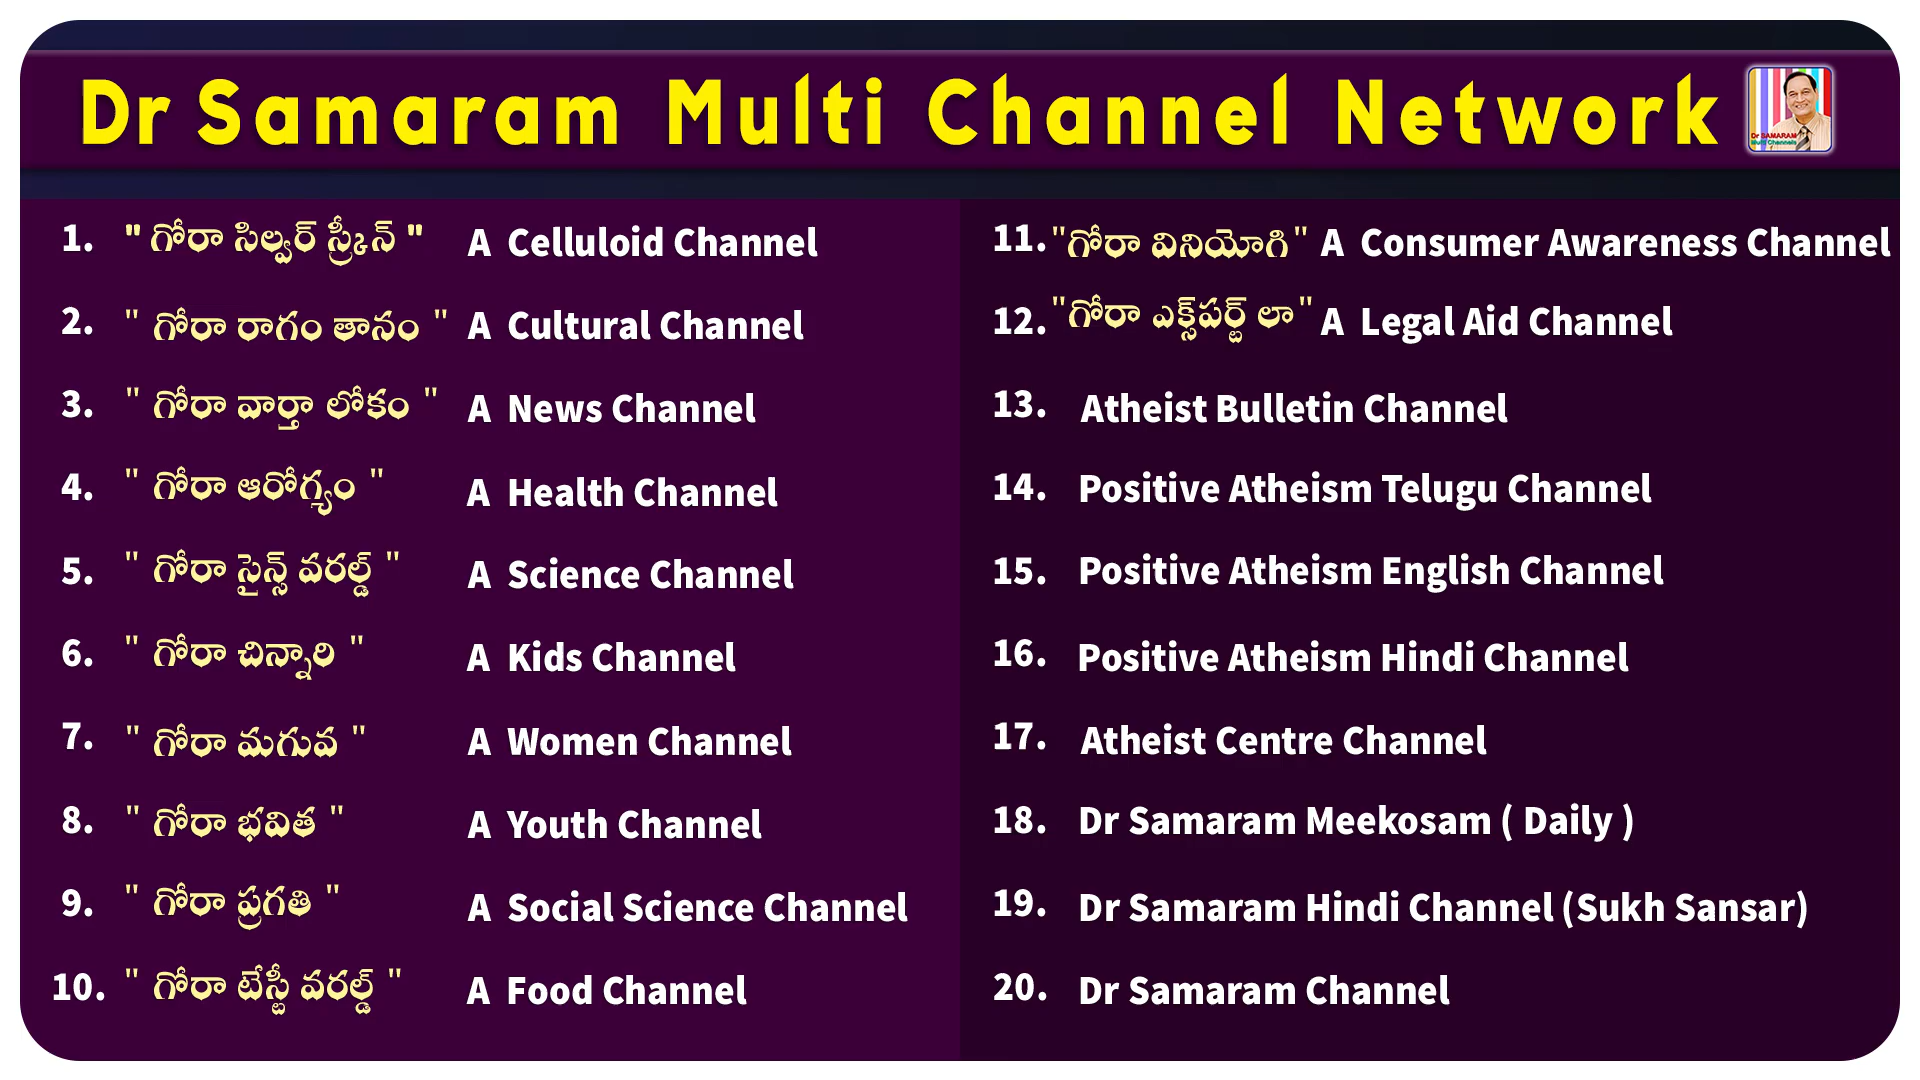 Dr Samaram Multi Channel Network
Dr SAMARAM
Multi Channels
1. " గోరా సిల్వర్ స్క్రీన్ " A Celluloid Channel
2. " గోరా రాగం తానం " A Cultural Channel
3. " గోరా వార్తా లోకం " A News Channel
4. " గోరా ఆరోగ్యం " A Health Channel
5. " గోరా సైన్స్ వరల్డ్ " A Science Channel
6. " గోరా చిన్నారి " A Kids Channel
7. " గోరా మగువ " A Women Channel
8. " గోరా భవిత " A Youth Channel
9. " గోరా ప్రగతి " A Social Science Channel
10. " గోరా టేస్టీ వరల్డ్ " A Food Channel
11. "గోరా వినియోగి" A Consumer Awareness Channel
12. "గోరా ఎక్స్‌పర్ట్ లా" A Legal Aid Channel
13. Atheist Bulletin Channel
14. Positive Atheism Telugu Channel
15. Positive Atheism English Channel
16. Positive Atheism Hindi Channel
17. Atheist Centre Channel
18. Dr Samaram Meekosam ( Daily )
19. Dr Samaram Hindi Channel (Sukh Sansar)
20. Dr Samaram Channel